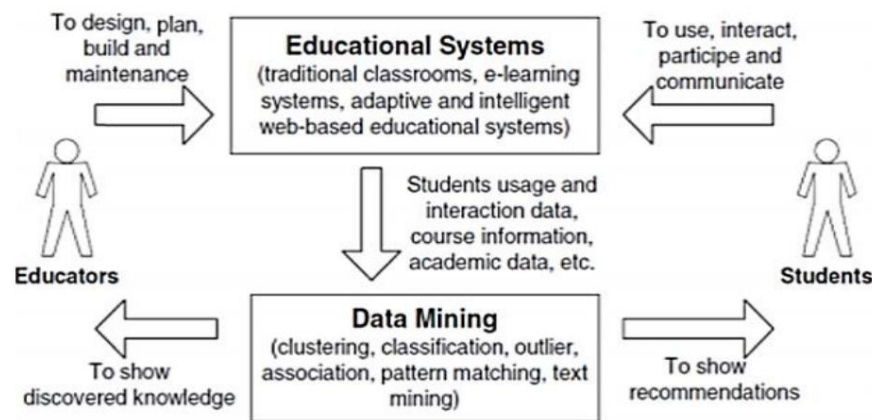 To design, plan,
build and
maintenance
Educational Systems
(traditional classrooms, e-learning
systems, adaptive and intelligent
web-based educational systems)
To use, interact,
participe and
communicate
Students usage and
interaction data,
course information,
academic data, etc.
Educators
Students
Data Mining
(clustering, classification, outlier,
association, pattern matching, text
mining)
To show
discovered knowledge
To show
recommendations